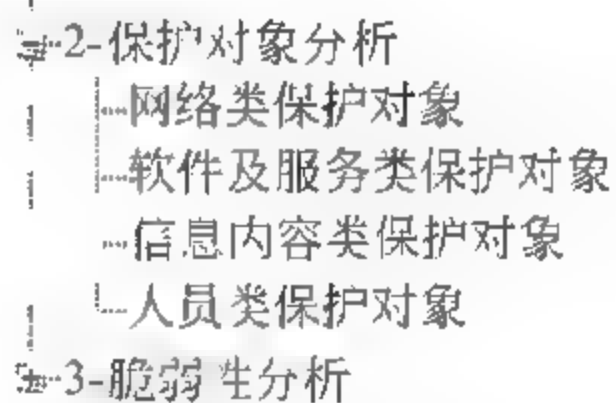 2-保护对象分析
网络类保护对象
软件及服务类保护对象
信息内容类保护对象
人员类保护对象
3-脆弱性分析